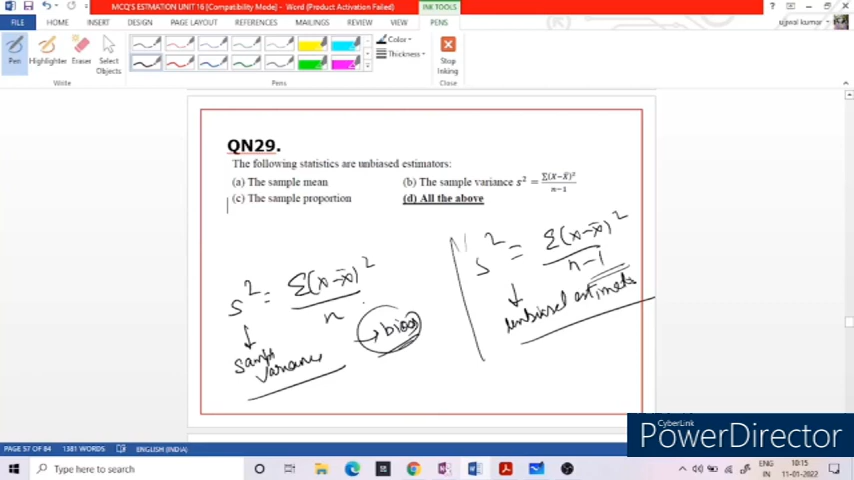 MCQ'S ESTMATION UNIT 16 [Compatibility Mode] - Word (Product Activation Failed)
INK TOOLS
FILE HOME INSERT DESIGN PAGE LAYOUT REFERENCES MAILINGS REVIEW VIEW PENS
ujjwal kumar
Pen Highlighter Eraser Select Objects
Color
Thickness
Stop Inking
Write Pens
QN29.
The following statistics are unbiased estimators:
(a) The sample mean (b) The sample variance s² = Σ(X−X̄)²/n−1
(c) The sample proportion (d) All the above
s² = Σ(x−x̄)²/n
s² = Σ(x−x̄)²/n−1
unbiased
→
sample variance
PAGE 57 OF 84 1381 WORDS ENGLISH (INDIA)
CyberLink
PowerDirector
Type here to search
ENG IN
10:15
11-01-2022